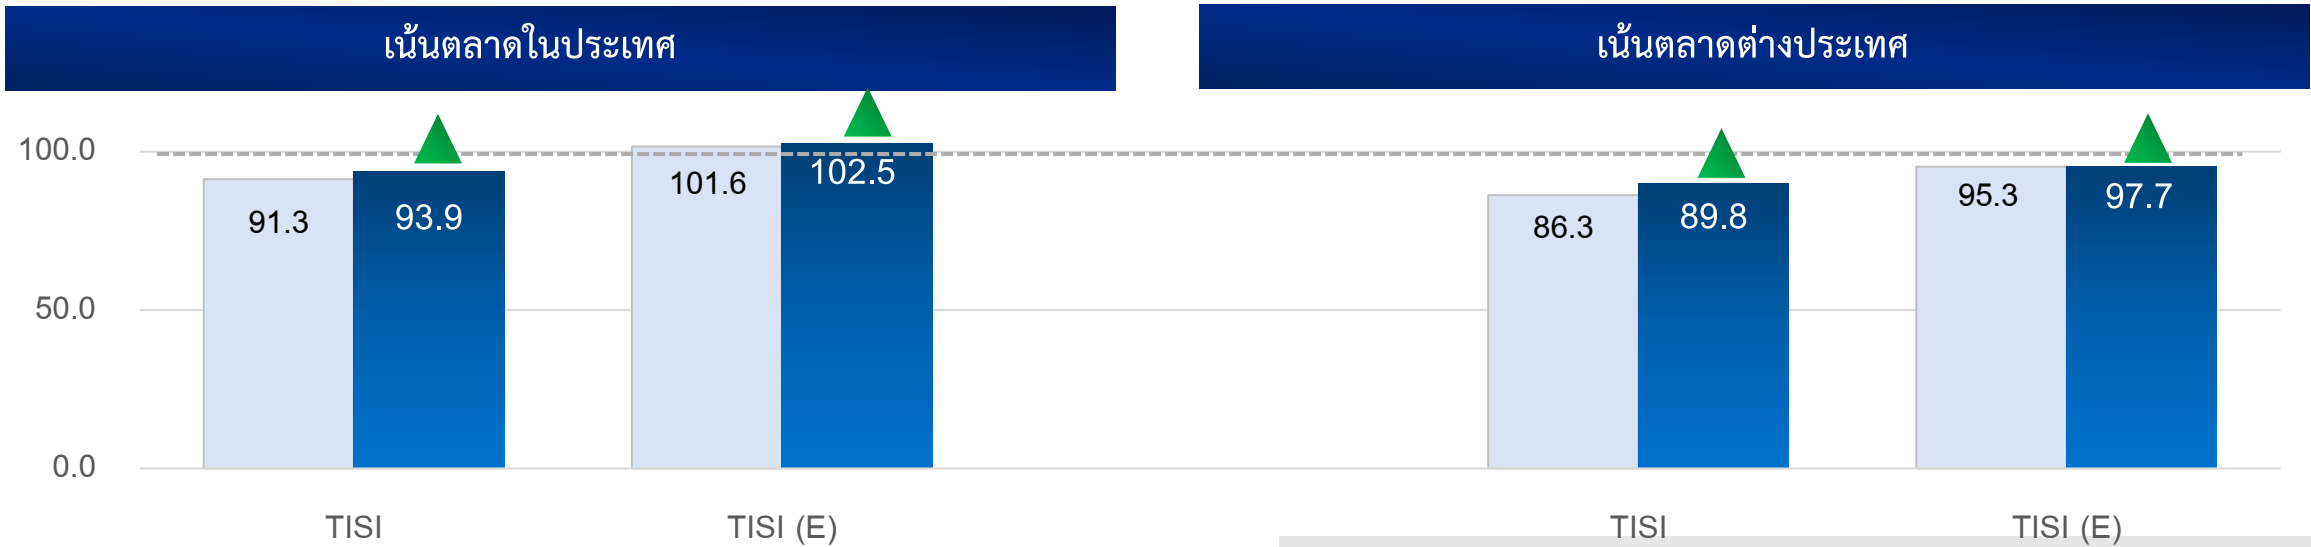 เน้นตลาดในประเทศ
เน้นตลาดต่างประเทศ
100.0
50.0
0.0
91.3
93.9
101.6
102.5
86.3
89.8
95.3
97.7
TISI
TISI (E)
TISI
TISI (E)